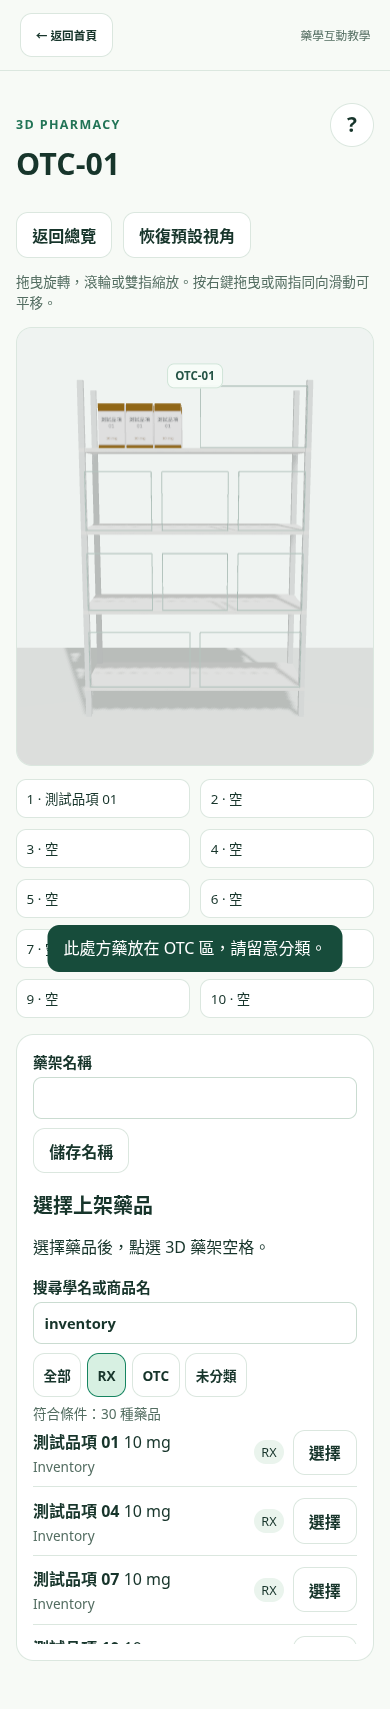 ← 返回首頁
藥學互動教學
3D PHARMACY
?
OTC-01
返回總覽
恢復預設視角
拖曳旋轉，滾輪或雙指縮放。按右鍵拖曳或兩指同向滑動可
平移。
OTC-01
1 · 測試品項 01
2 · 空
3 · 空
4 · 空
5 · 空
6 · 空
7 ·
此處方藥放在 OTC 區，請留意分類。
9 · 空
10 · 空
藥架名稱
儲存名稱
選擇上架藥品
選擇藥品後，點選 3D 藥架空格。
搜尋學名或商品名
inventory
全部
RX
OTC
未分類
符合條件：30 種藥品
測試品項 01 10 mg
Inventory
RX
選擇
測試品項 04 10 mg
Inventory
RX
選擇
測試品項 07 10 mg
Inventory
RX
選擇